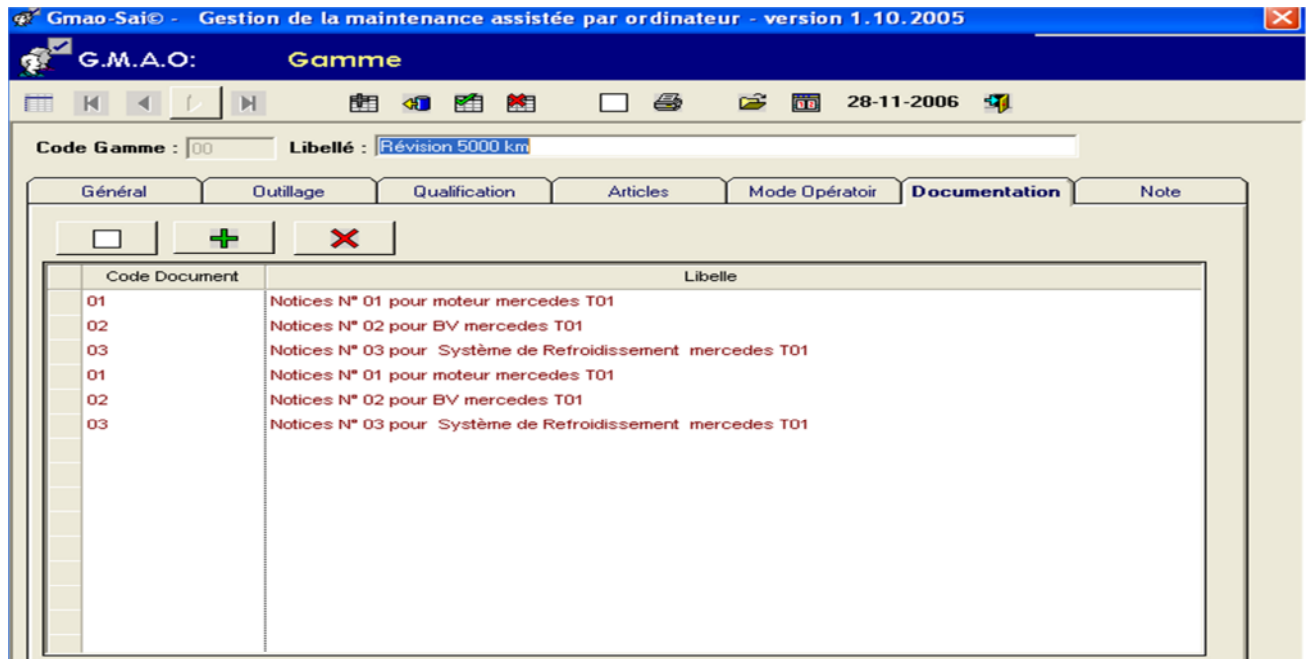 Gmao-Sai© - Gestion de la maintenance assistée par ordinateur - version 1.10.2005
G.M.A.O: Gamme
28-11-2006
Code Gamme : 00 Libellé : Révision 5000 km
Général Outillage Qualification Articles Mode Opératoir Documentation Note
Code Document Libelle
01 Notices N° 01 pour moteur mercedes T01
02 Notices N° 02 pour BV mercedes T01
03 Notices N° 03 pour Système de Refroidissement mercedes T01
01 Notices N° 01 pour moteur mercedes T01
02 Notices N° 02 pour BV mercedes T01
03 Notices N° 03 pour Système de Refroidissement mercedes T01